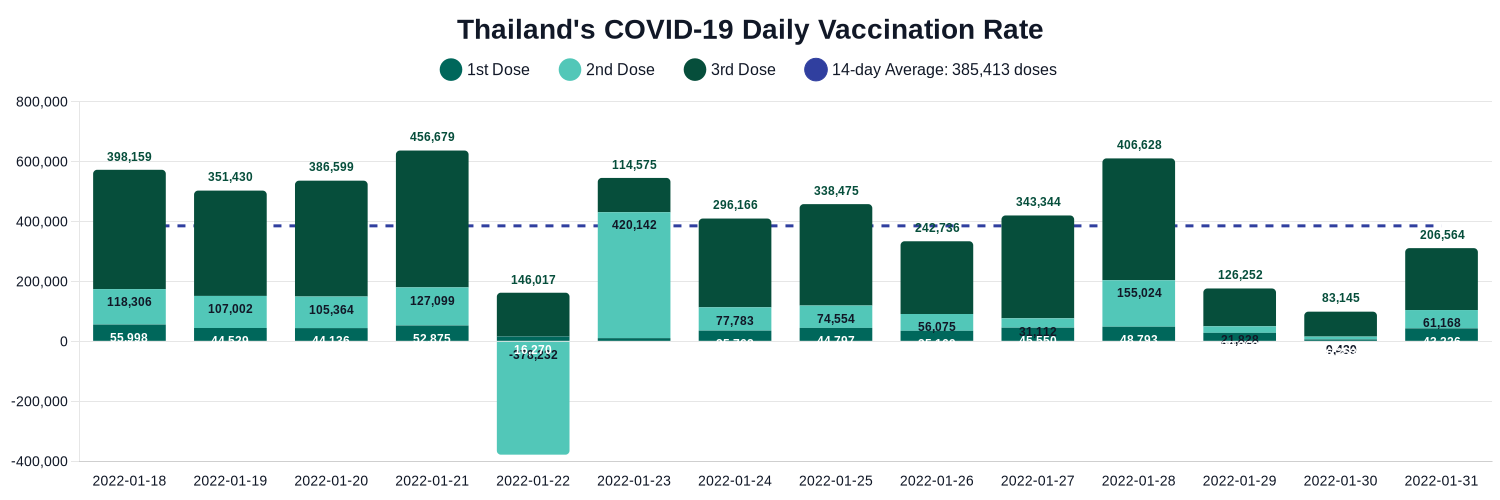 Thailand's COVID-19 Daily Vaccination Rate
1st Dose 2nd Dose 3rd Dose 14-day Average: 385,413 doses
800,000
600,000
400,000
200,000
0
-200,000
-400,000
398,159 351,430 386,599 456,679 146,017 114,575 296,166 338,475 242,736 343,344 406,628 126,252 83,145 206,564
118,306 107,002 105,364 127,099 420,142 77,783 74,554 56,075 31,112 155,024 21,828 61,168
55,998 44,529 44,136 52,875 16,270 44,797 45,550 48,793
2022-01-18 2022-01-19 2022-01-20 2022-01-21 2022-01-22 2022-01-23 2022-01-24 2022-01-25 2022-01-26 2022-01-27 2022-01-28 2022-01-29 2022-01-30 2022-01-31